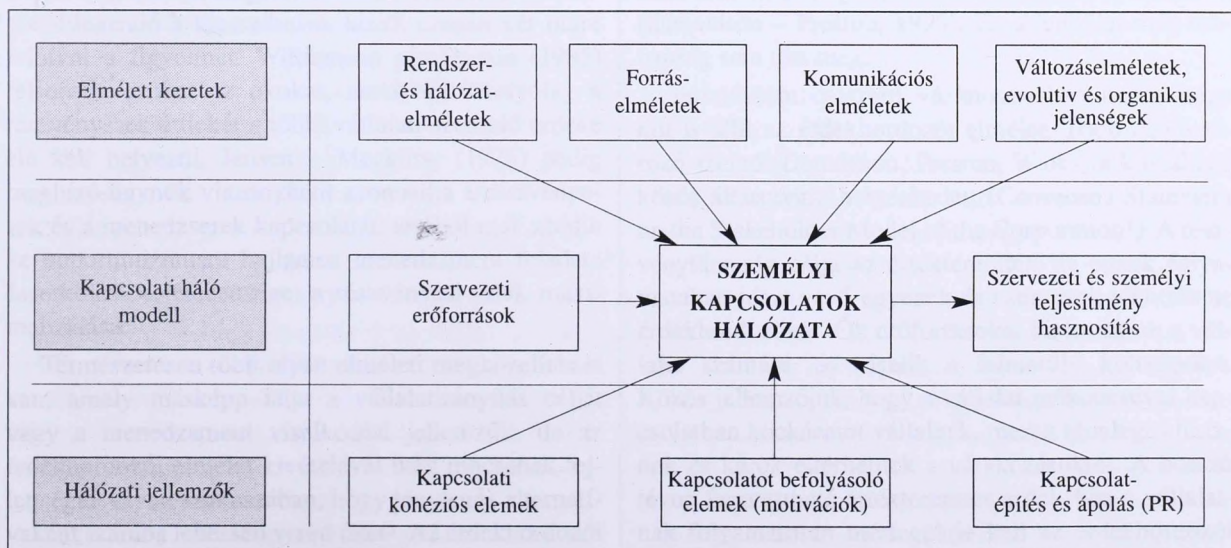 Elméleti keretek
Rendszer-
és hálózat-
elméletek
Forrás-
elméletek
Komunikációs
elméletek
Változáselméletek,
evolutiv és organikus
jelenségek
Kapcsolati háló
modell
Szervezeti
erőforrások
SZEMÉLYI
KAPCSOLATOK
HÁLÓZATA
Szervezeti és személyi
teljesítmény
hasznosítás
Hálózati jellemzők
Kapcsolati
kohéziós elemek
Kapcsolatot befolyásoló
elemek (motivációk)
Kapcsolat-
építés és ápolás (PR)